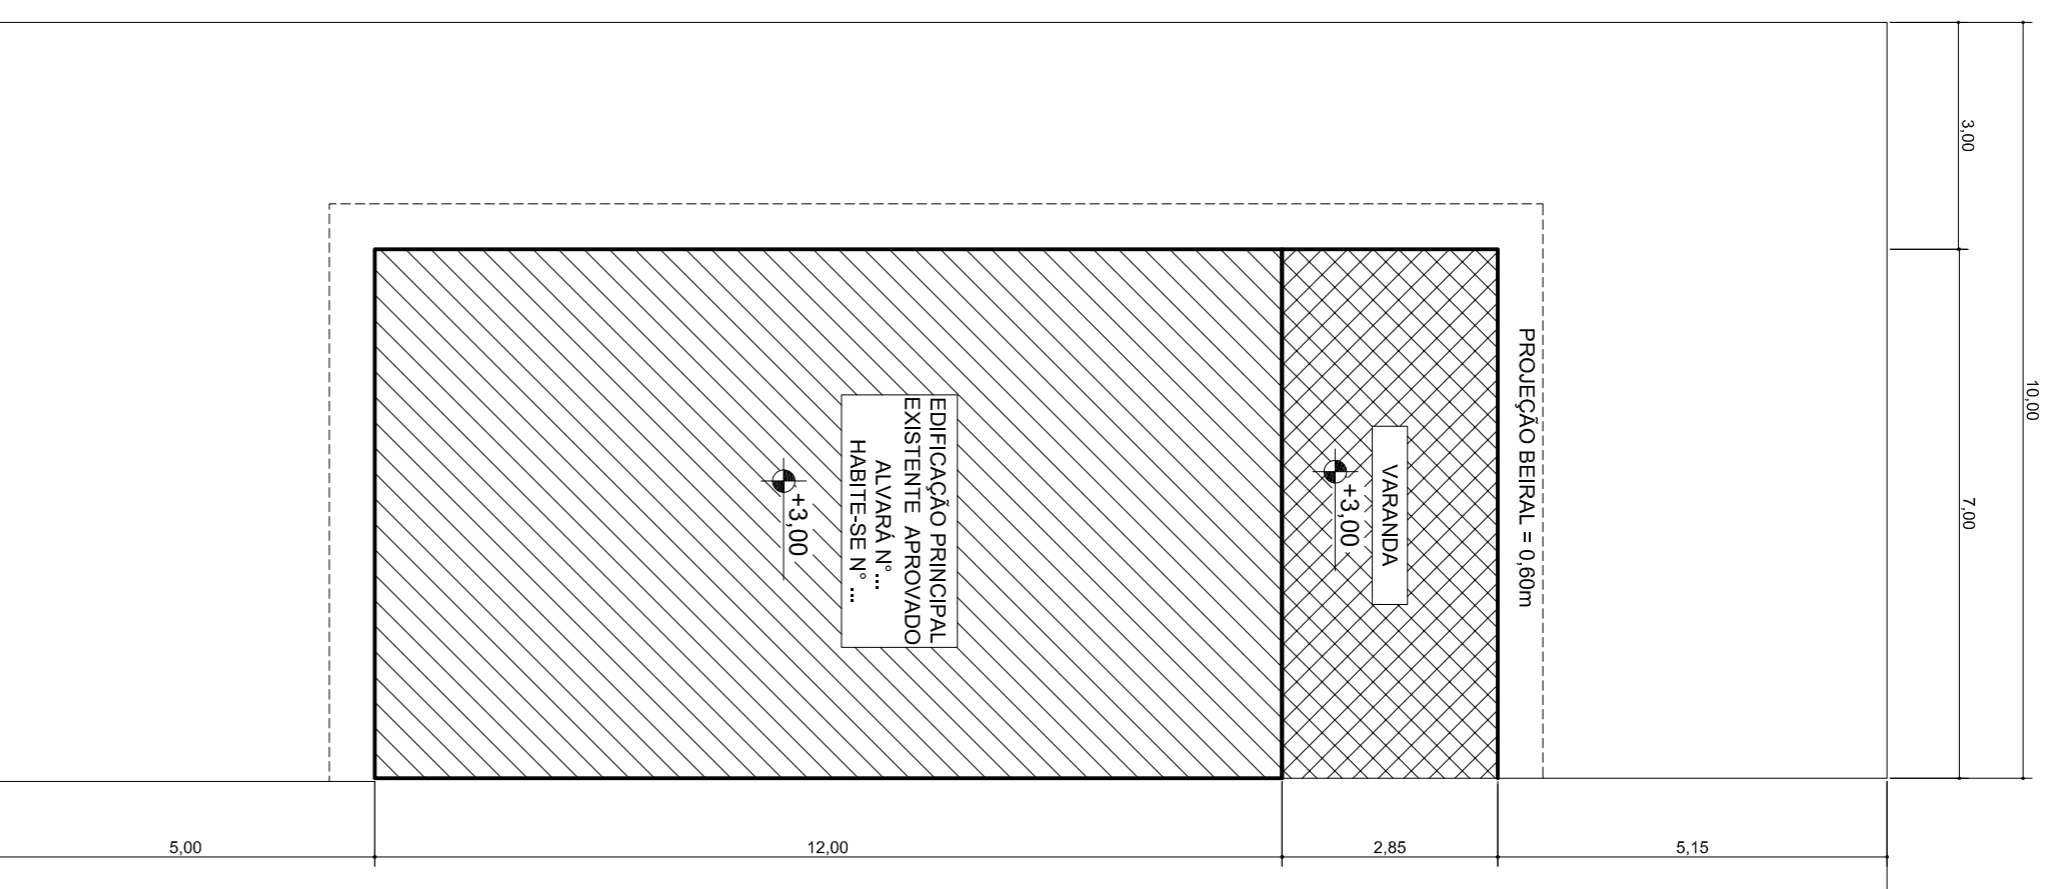 3,00
10,00
7,00
PROJEÇÃO BEIRAL = 0,60m
VARANDA
+3,00
EDIFICAÇÃO PRINCIPAL
EXISTENTE APROVADO
ALVARÁ N°...
HABITE-SE N° ...
+3,00
5,00
12,00
2,85
5,15